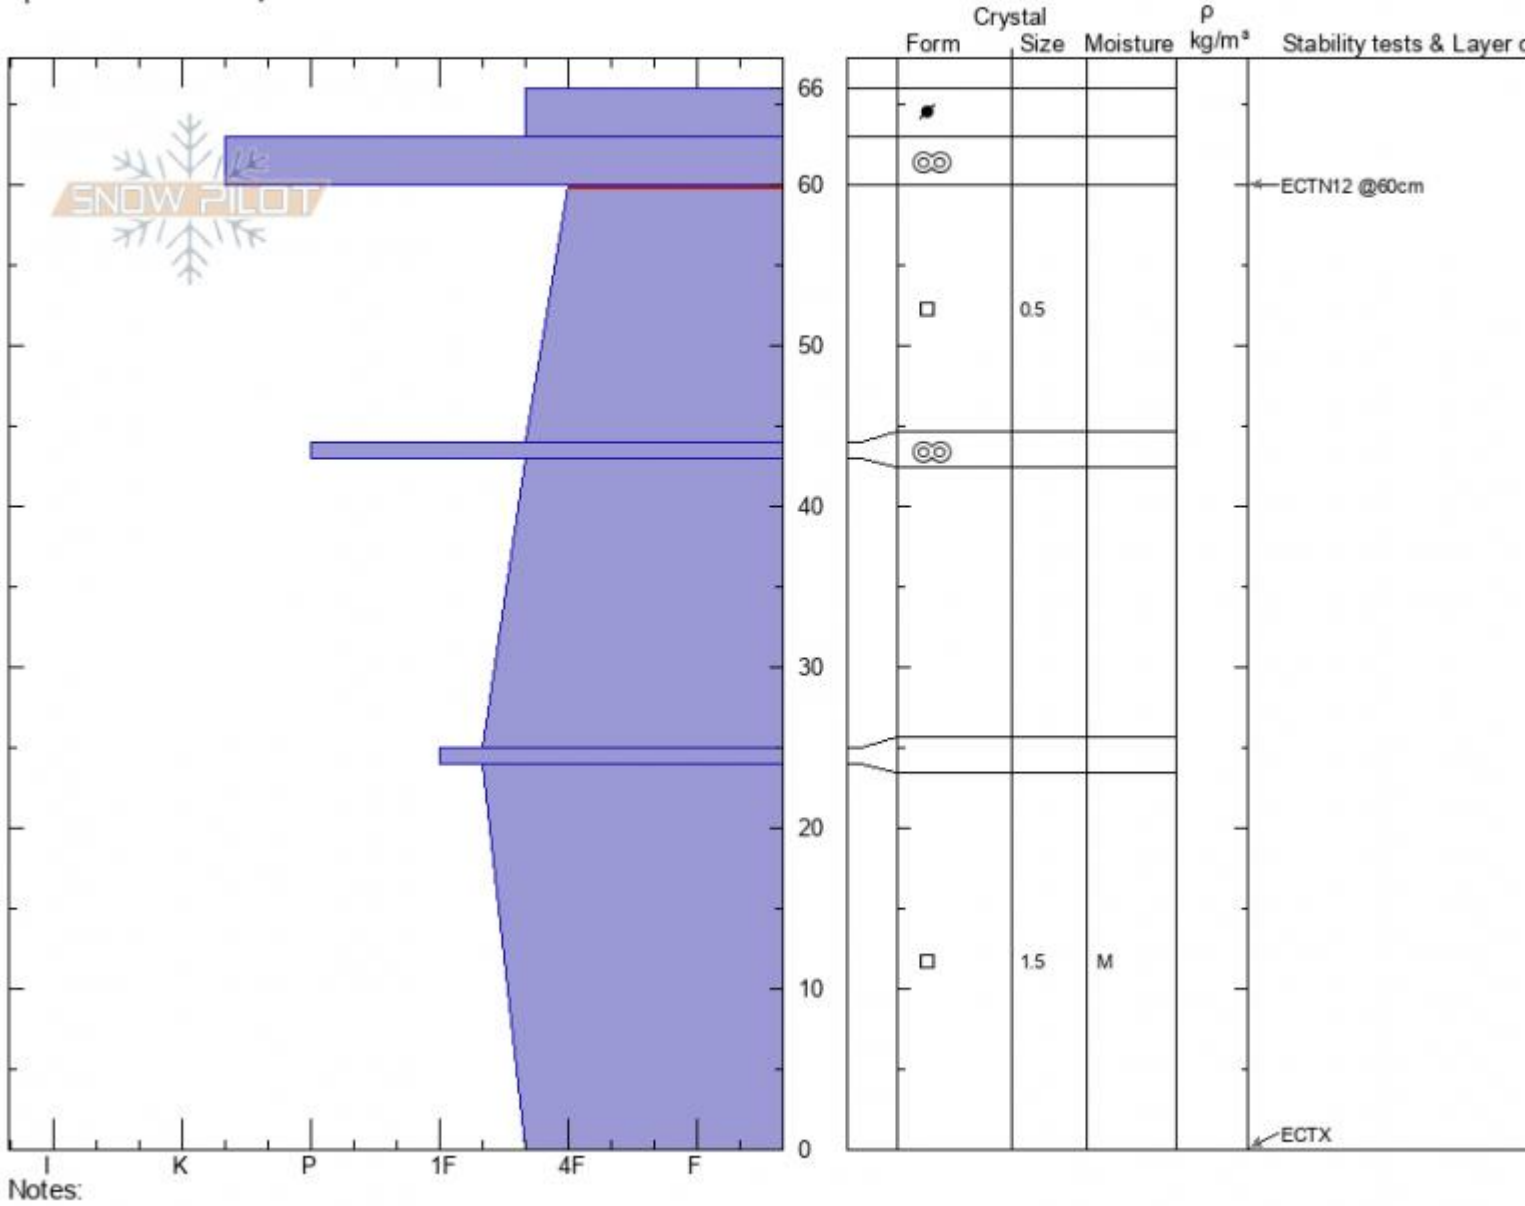 Crystal
ρ
Form Size Moisture kg/m³ Stability tests & Layer
66
SNOW PILOT
60
ECTN12 @60cm
0.5
50
40
30
20
1.5 M
10
0
ECTX
I K P 1F 4F F
Notes: